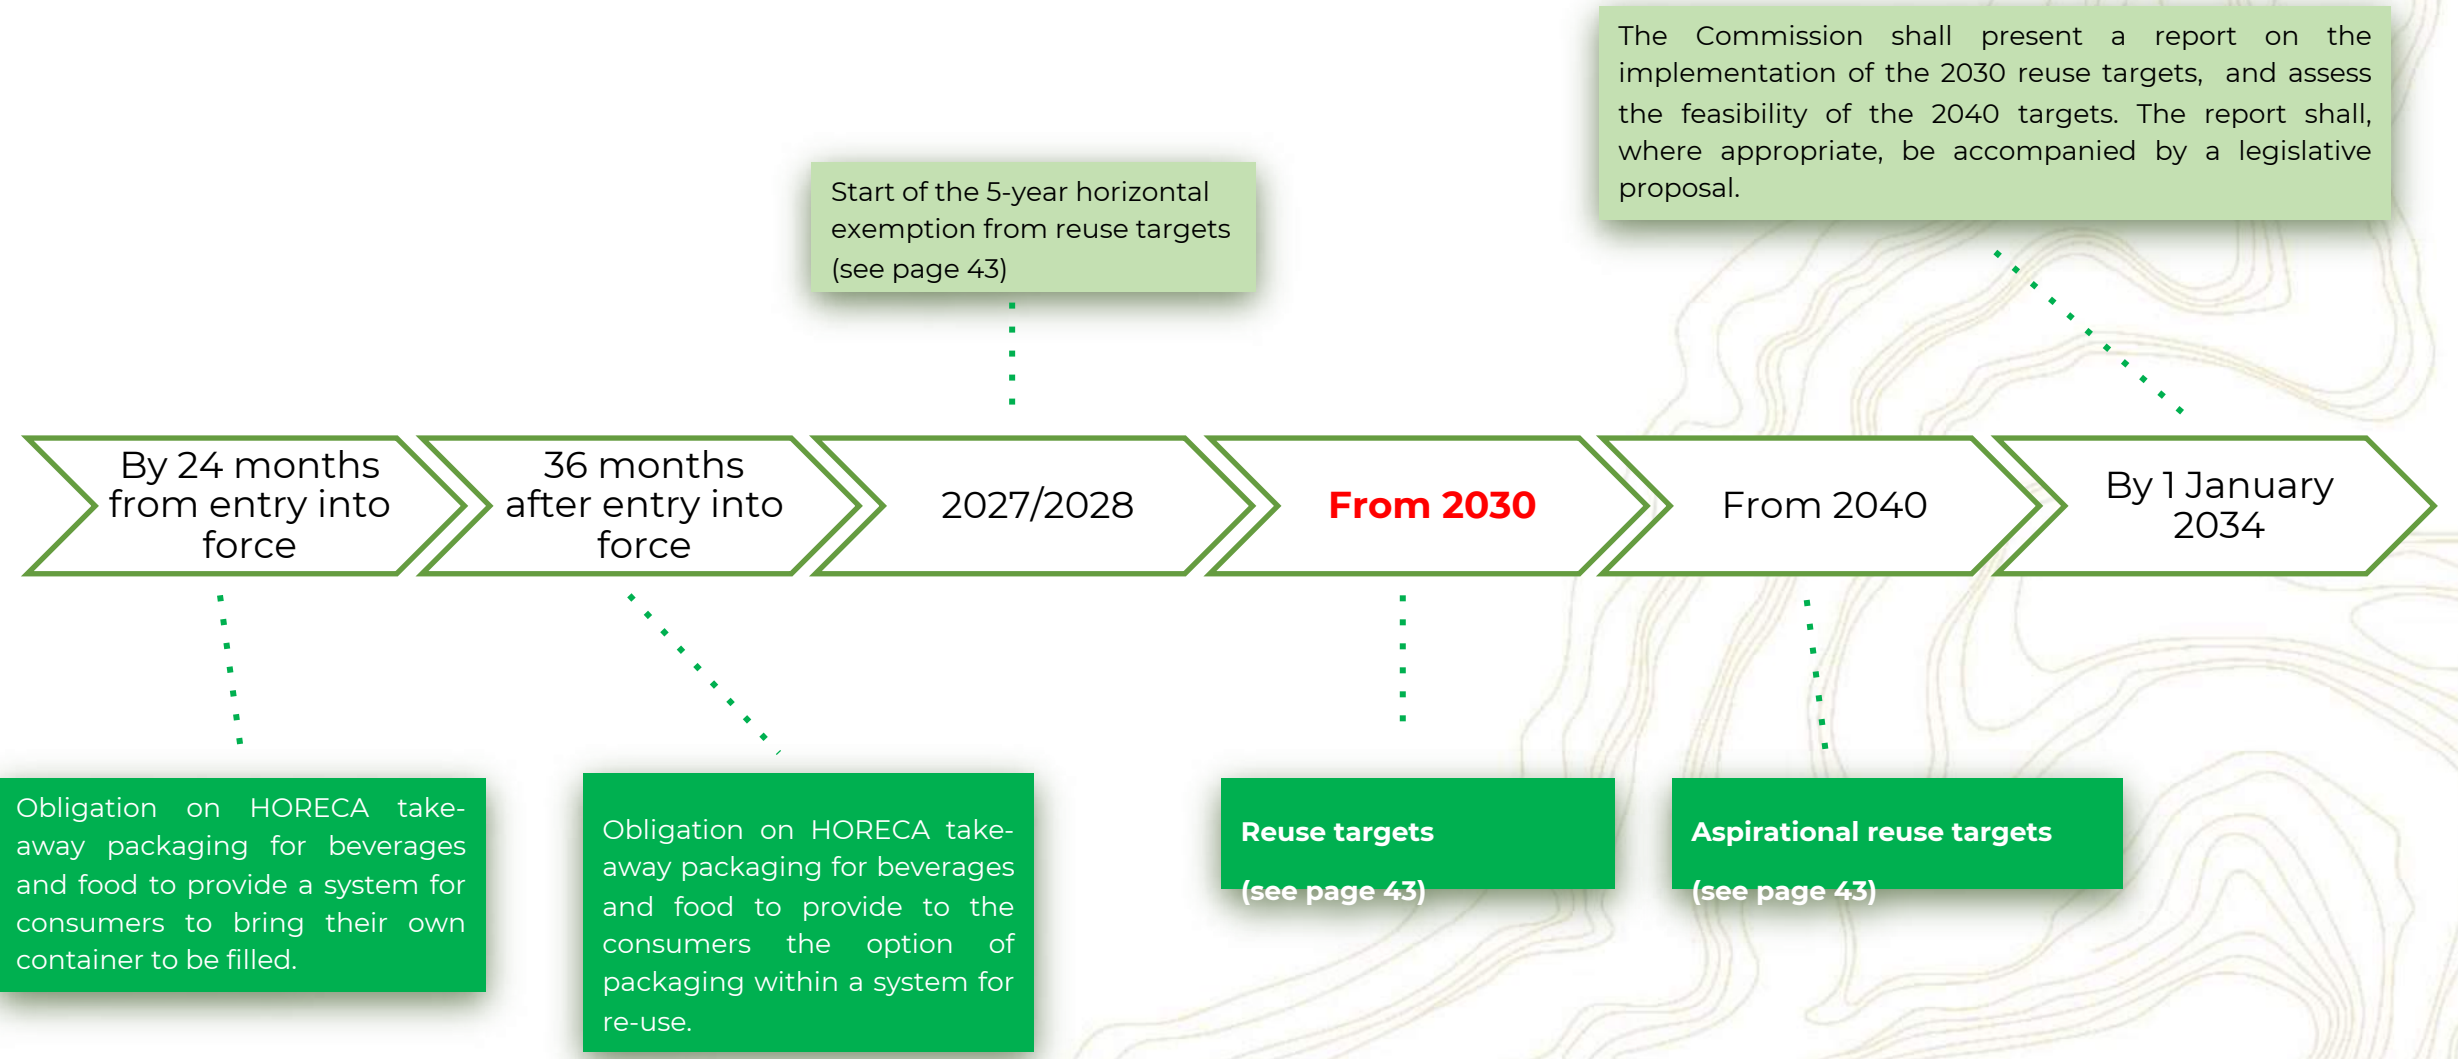 The Commission shall present a report on the
implementation of the 2030 reuse targets, and assess
the feasibility of the 2040 targets. The report shall,
where appropriate, be accompanied by a legislative
proposal.
Start of the 5-year horizontal
exemption from reuse targets
(see page 43)
By 24 months
from entry into
force
36 months
after entry into
force
2027/2028
From 2030
From 2040
By 1 January
2034
Obligation on HORECA take-
away packaging for beverages
and food to provide a system for
consumers to bring their own
container to be filled.
Obligation on HORECA take-
away packaging for beverages
and food to provide to the
consumers the option of
packaging within a system for
re-use.
Reuse targets
(see page 43)
Aspirational reuse targets
(see page 43)